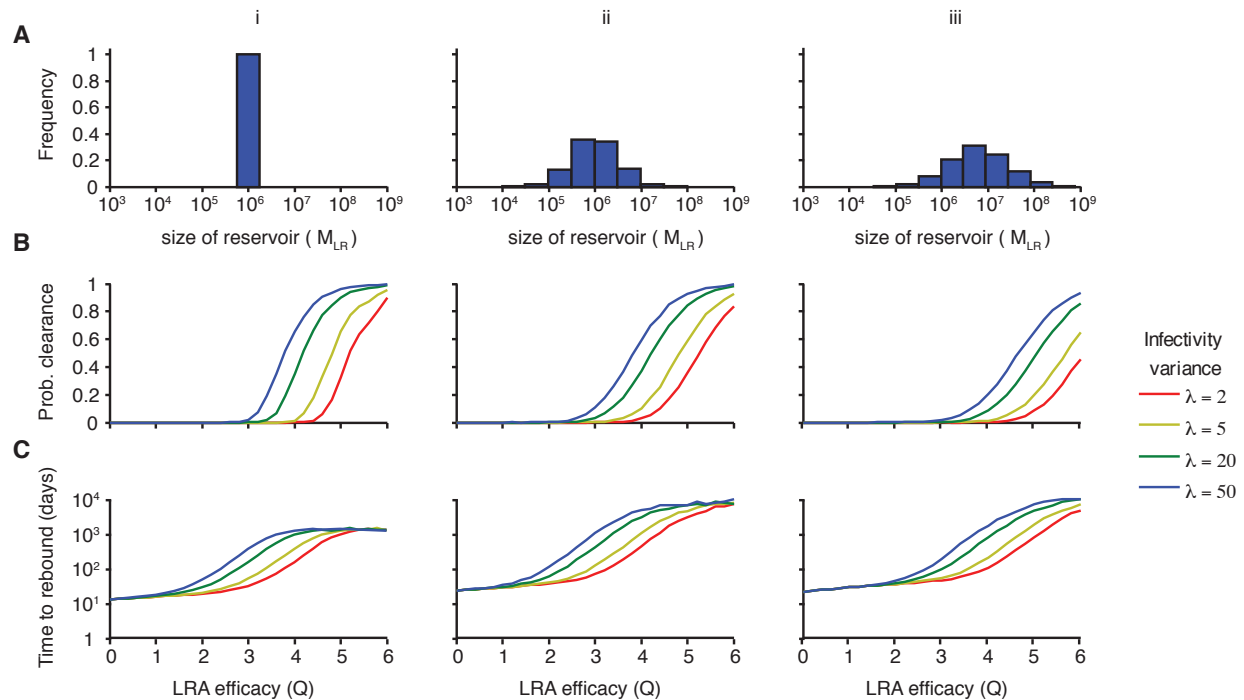 i ii iii
A
Frequency
1
0.8
0.6
0.4
0.2
0
10³ 10⁴ 10⁵ 10⁶ 10⁷ 10⁸ 10⁹
10³ 10⁴ 10⁵ 10⁶ 10⁷ 10⁸ 10⁹
10³ 10⁴ 10⁵ 10⁶ 10⁷ 10⁸ 10⁹
size of reservoir ( M_LR )
size of reservoir ( M_LR )
size of reservoir ( M_LR )
B
Prob. clearance
1
0.8
0.6
0.4
0.2
0
Infectivity
variance
λ = 2
λ = 5
λ = 20
λ = 50
C
Time to rebound (days)
10⁴
10³
10²
10¹
1
0 1 2 3 4 5 6
0 1 2 3 4 5 6
0 1 2 3 4 5 6
LRA efficacy (Q)
LRA efficacy (Q)
LRA efficacy (Q)